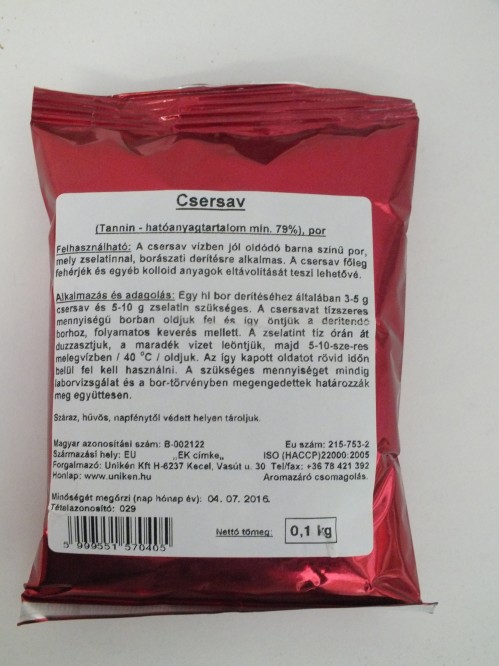 Csersav
(Tannin - hatóanyagtartalom min. 79%), por
Felhasználható: A csersav vízben jól oldódó barna színű por,
mely zselatinnal, borászati derítésre alkalmas. A csersav főleg
fehérjék és egyéb kolloid anyagok eltávolítását teszi lehetővé.
Alkalmazás és adagolás: Egy hl bor derítéséhez általában 3-5 g
csersav és 5-10 g zselatin szükséges. A csersavat tízszeres
mennyiségű borban oldjuk fel és így öntjük a derítendő
borhoz, folyamatos keverés mellett. A zselatint tíz órán át
duzzasztjuk, a maradék vizet leöntjük, majd 5-10-sze-res
melegvízben / 40 °C / oldjuk. Az így kapott oldatot rövid időn
belül fel kell használni. A szükséges mennyiséget mindig
laborvizsgálat és a bor-törvényben megengedettek határozzák
meg együttesen.
Száraz, hűvös, napfénytől védett helyen tároljuk.
Magyar azonosítási szám: B-002122 Eu szám: 215-753-2
Származási hely: EU „EK címke” ISO (HACCP)22000:2005
Forgalmazó: Unikén Kft H-6237 Kecel, Vasút u. 30 Tel/fax: +36 78 421 392
Honlap: www.uniken.hu Aromazáró csomagolás.
Minőségét megőrzi (nap hónap év): 04. 07. 2016.
Tételazonosító: 029
5 999551 570405
Nettó tömeg: 0,1 kg